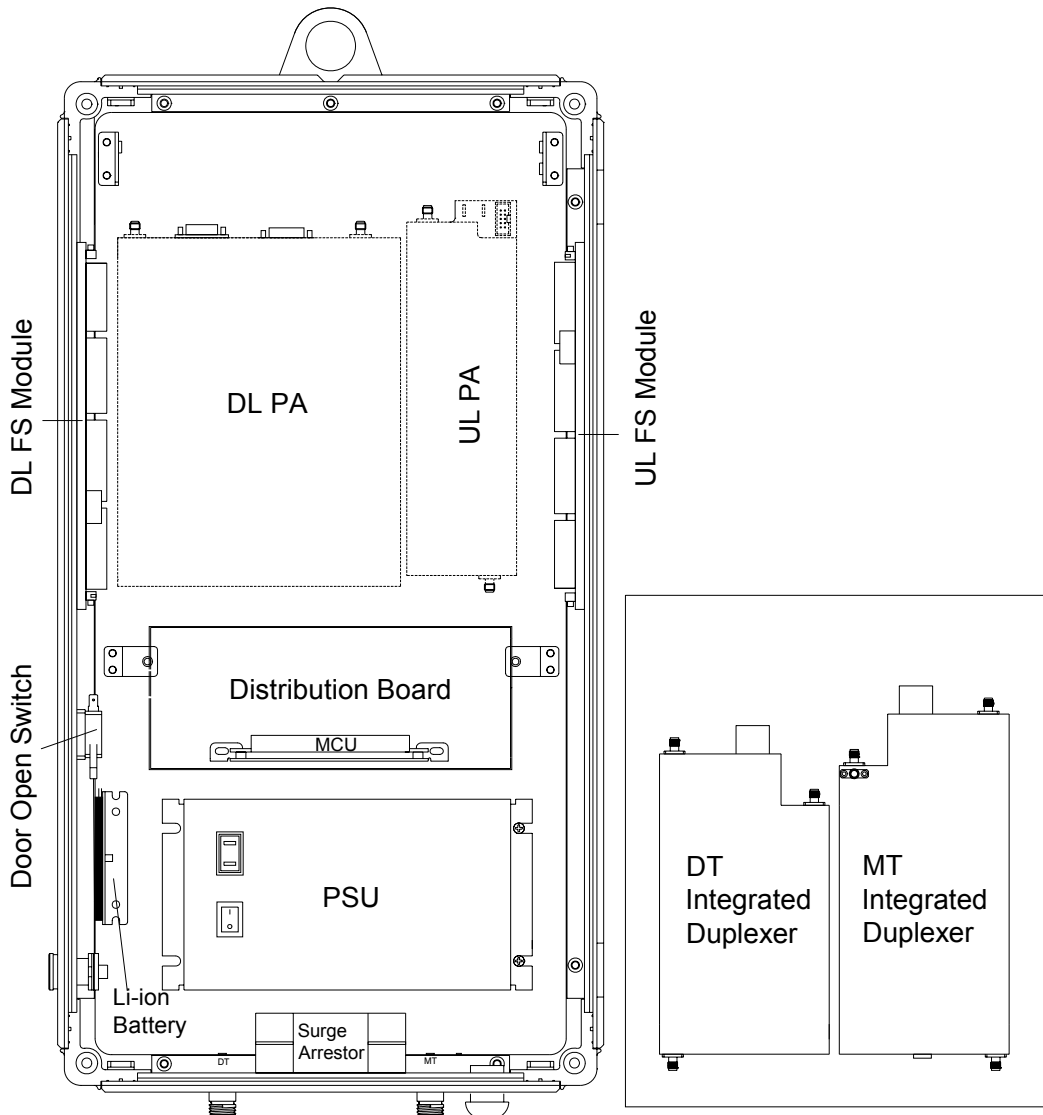 DL PA
UL PA
DL FS Module
UL FS Module
Distribution Board
MCU
Door Open Switch
PSU
DT
Integrated
Duplexer
MT
Integrated
Duplexer
Li-ion
Battery
Surge
Arrestor
DT
MT